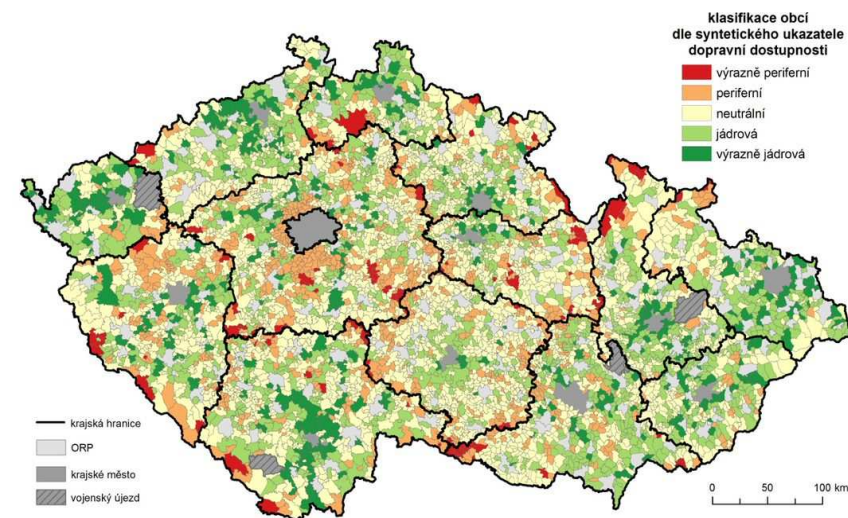 klasifikace obcí
dle syntetického ukazatele
dopravní dostupnosti
výrazně periferní
periferní
neutrální
jádrová
výrazně jádrová
krajská hranice
ORP
krajské město
vojenský újezd
0 50 100 km